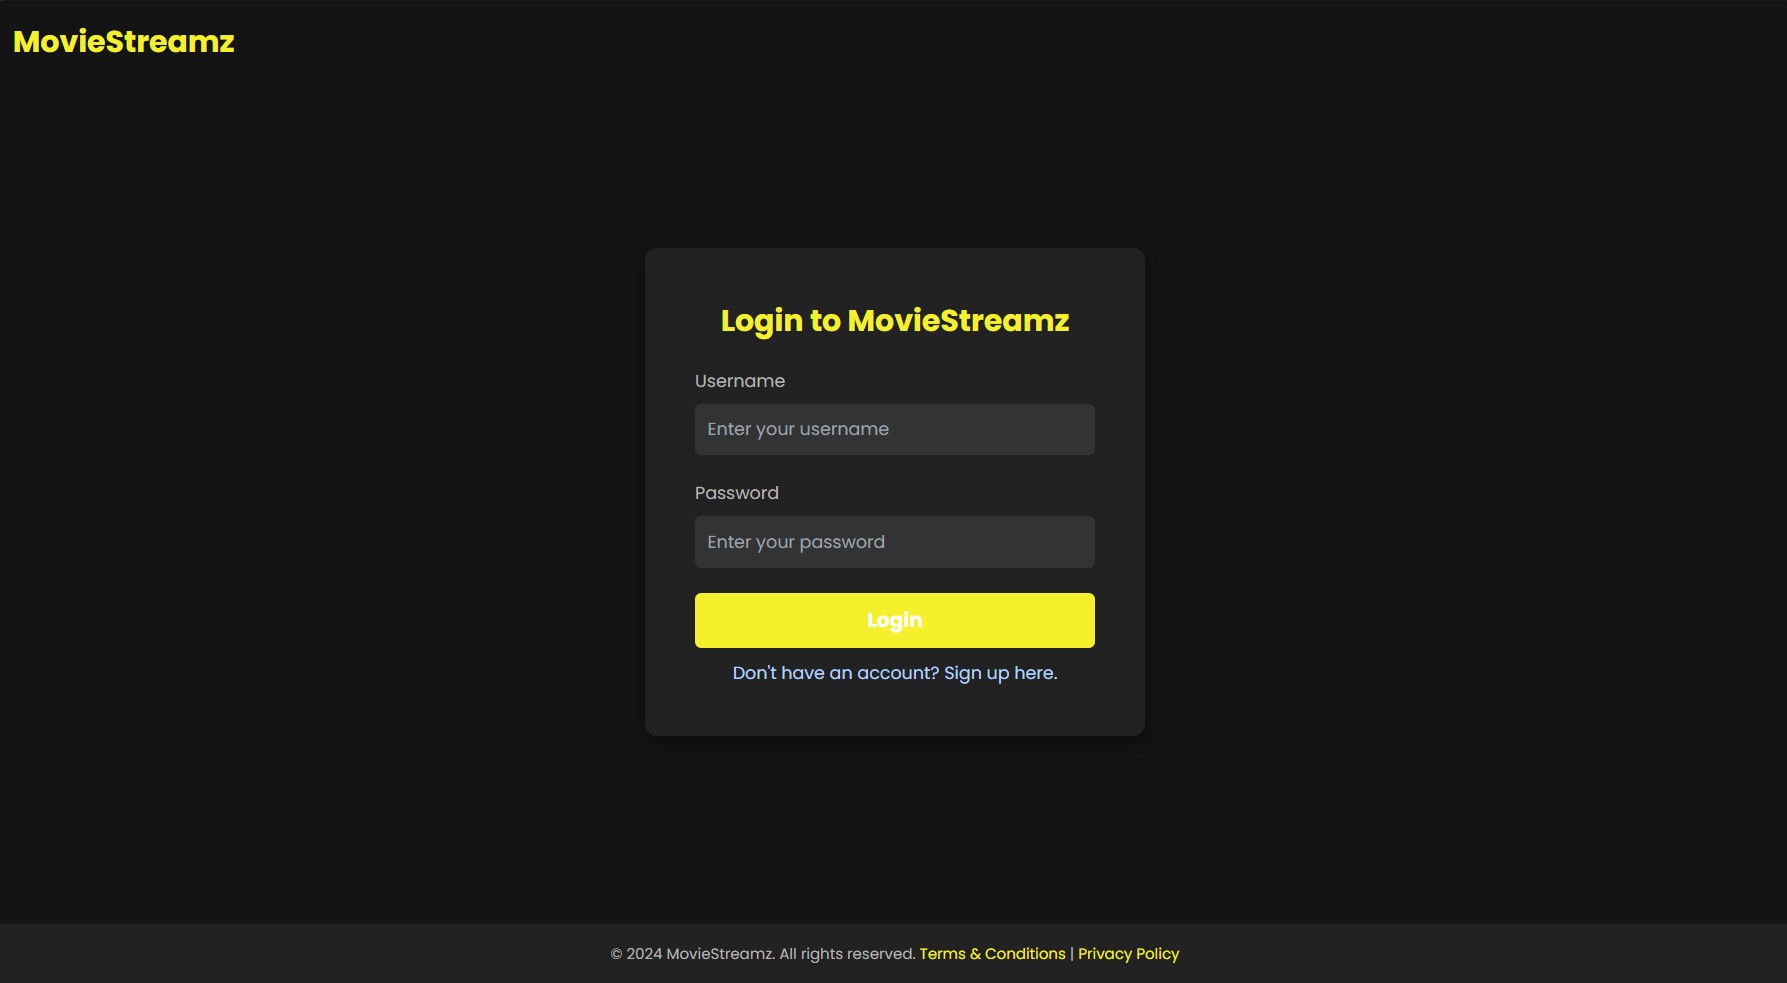 MovieStreamz
Login to MovieStreamz
Username
Enter your username
Password
Enter your password
Login
Don't have an account? Sign up here.
© 2024 MovieStreamz. All rights reserved. Terms & Conditions | Privacy Policy